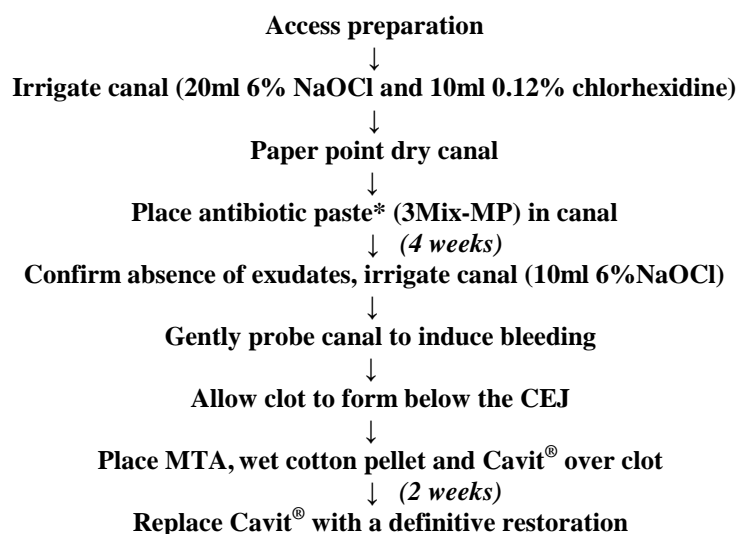 Access preparation
↓
Irrigate canal (20ml 6% NaOCl and 10ml 0.12% chlorhexidine)
↓
Paper point dry canal
↓
Place antibiotic paste* (3Mix-MP) in canal
↓ (4 weeks)
Confirm absence of exudates, irrigate canal (10ml 6%NaOCl)
↓
Gently probe canal to induce bleeding
↓
Allow clot to form below the CEJ
↓
Place MTA, wet cotton pellet and Cavit® over clot
↓ (2 weeks)
Replace Cavit® with a definitive restoration